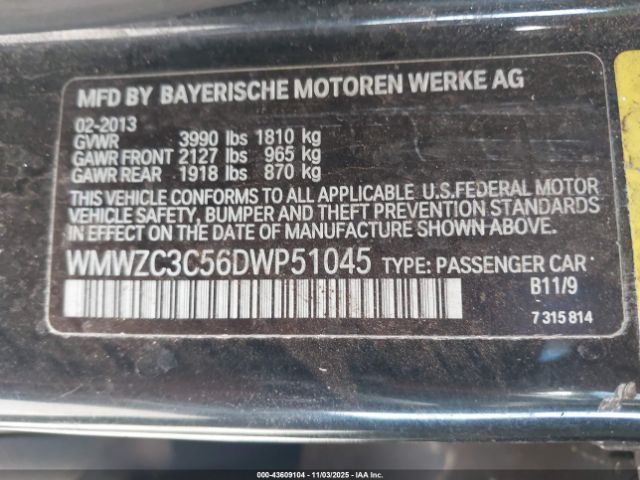 MFD BY BAYERISCHE MOTOREN WERKE AG
02-2013
GVWR 3990 lbs 1810 kg
GAWR FRONT 2127 lbs 965 kg
GAWR REAR 1918 lbs 870 kg
THIS VEHICLE CONFORMS TO ALL APPLICABLE U.S.FEDERAL MOTOR
VEHICLE SAFETY, BUMPER AND THEFT PREVENTION STANDARDS
IN EFFECT ON THE DATE OF MANUFACTURE SHOWN ABOVE.
WMWZC3C56DWP51045 TYPE: PASSENGER CAR
B11/9
7 315 814
000-43609104 - 11/03/2025 - IAA Inc.